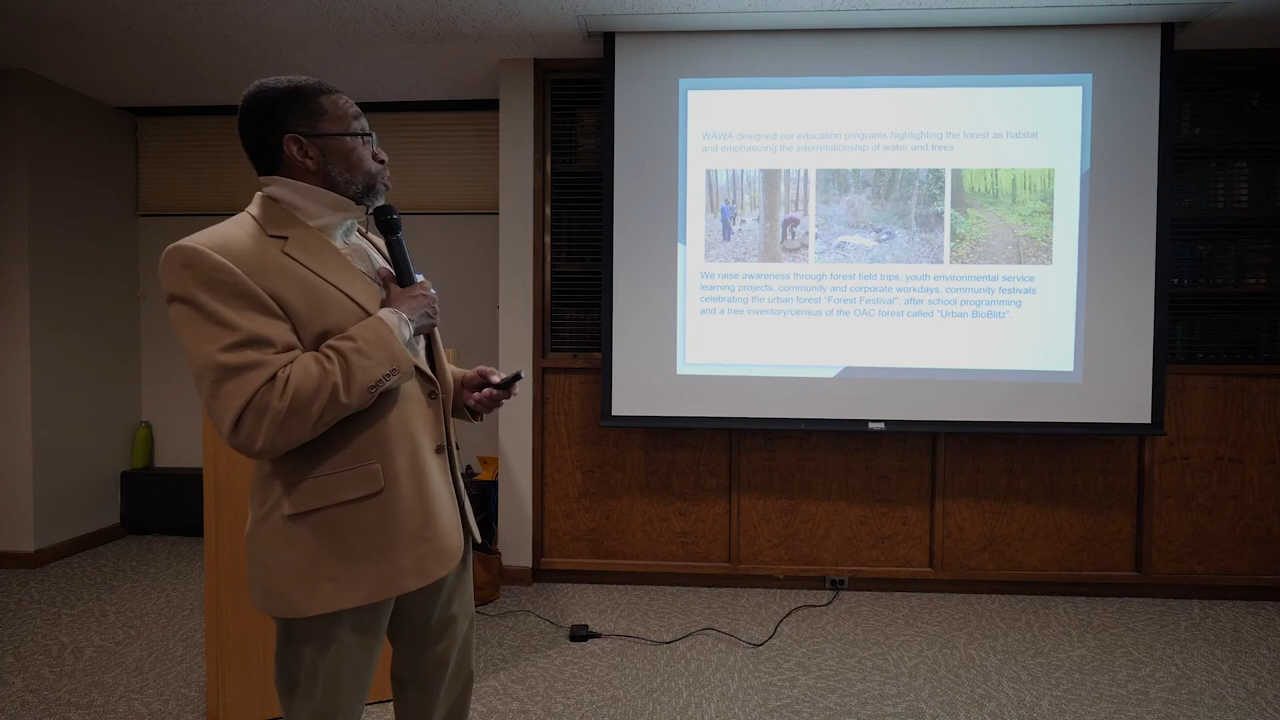 WAWA designed our education programs highlighting the forest as habitat
and emphasizing the interrelationship of water and trees
We raise awareness through forest field trips, youth environmental service
learning projects, community and corporate workdays, community festivals
celebrating the urban forest "Forest Festival", after school programming
and a tree inventory/census of the OAC forest called "Urban BioBlitz".